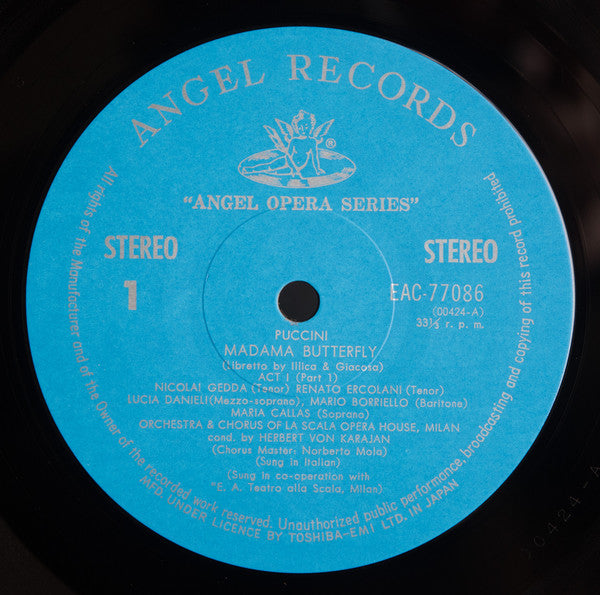 ANGEL RECORDS
®
"ANGEL OPERA SERIES"
STEREO
STEREO
1
EAC-77086
(00424-A)
33⅓ r. p. m.
PUCCINI
MADAMA BUTTERFLY
(Libretto by Illica & Giacosa)
ACT I (Part 1)
NICOLAI GEDDA (Tenor) RENATO ERCOLANI (Tenor)
LUCIA DANIELI (Mezzo-soprano), MARIO BORRIELLO (Baritone)
MARIA CALLAS (Soprano)
ORCHESTRA & CHORUS OF LA SCALA OPERA HOUSE, MILAN
cond. by HERBERT VON KARAJAN
(Chorus Master: Norberto Mola)
(Sung in Italian)
(Sung in co-operation with
"E. A. Teatro alla Scala, Milan)
All rights of the Manufacturer and of the Owner of the recorded work reserved. Unauthorized public performance, broadcasting and copying of this record prohibited
MFD. UNDER LICENCE BY TOSHIBA-EMI LTD. IN JAPAN